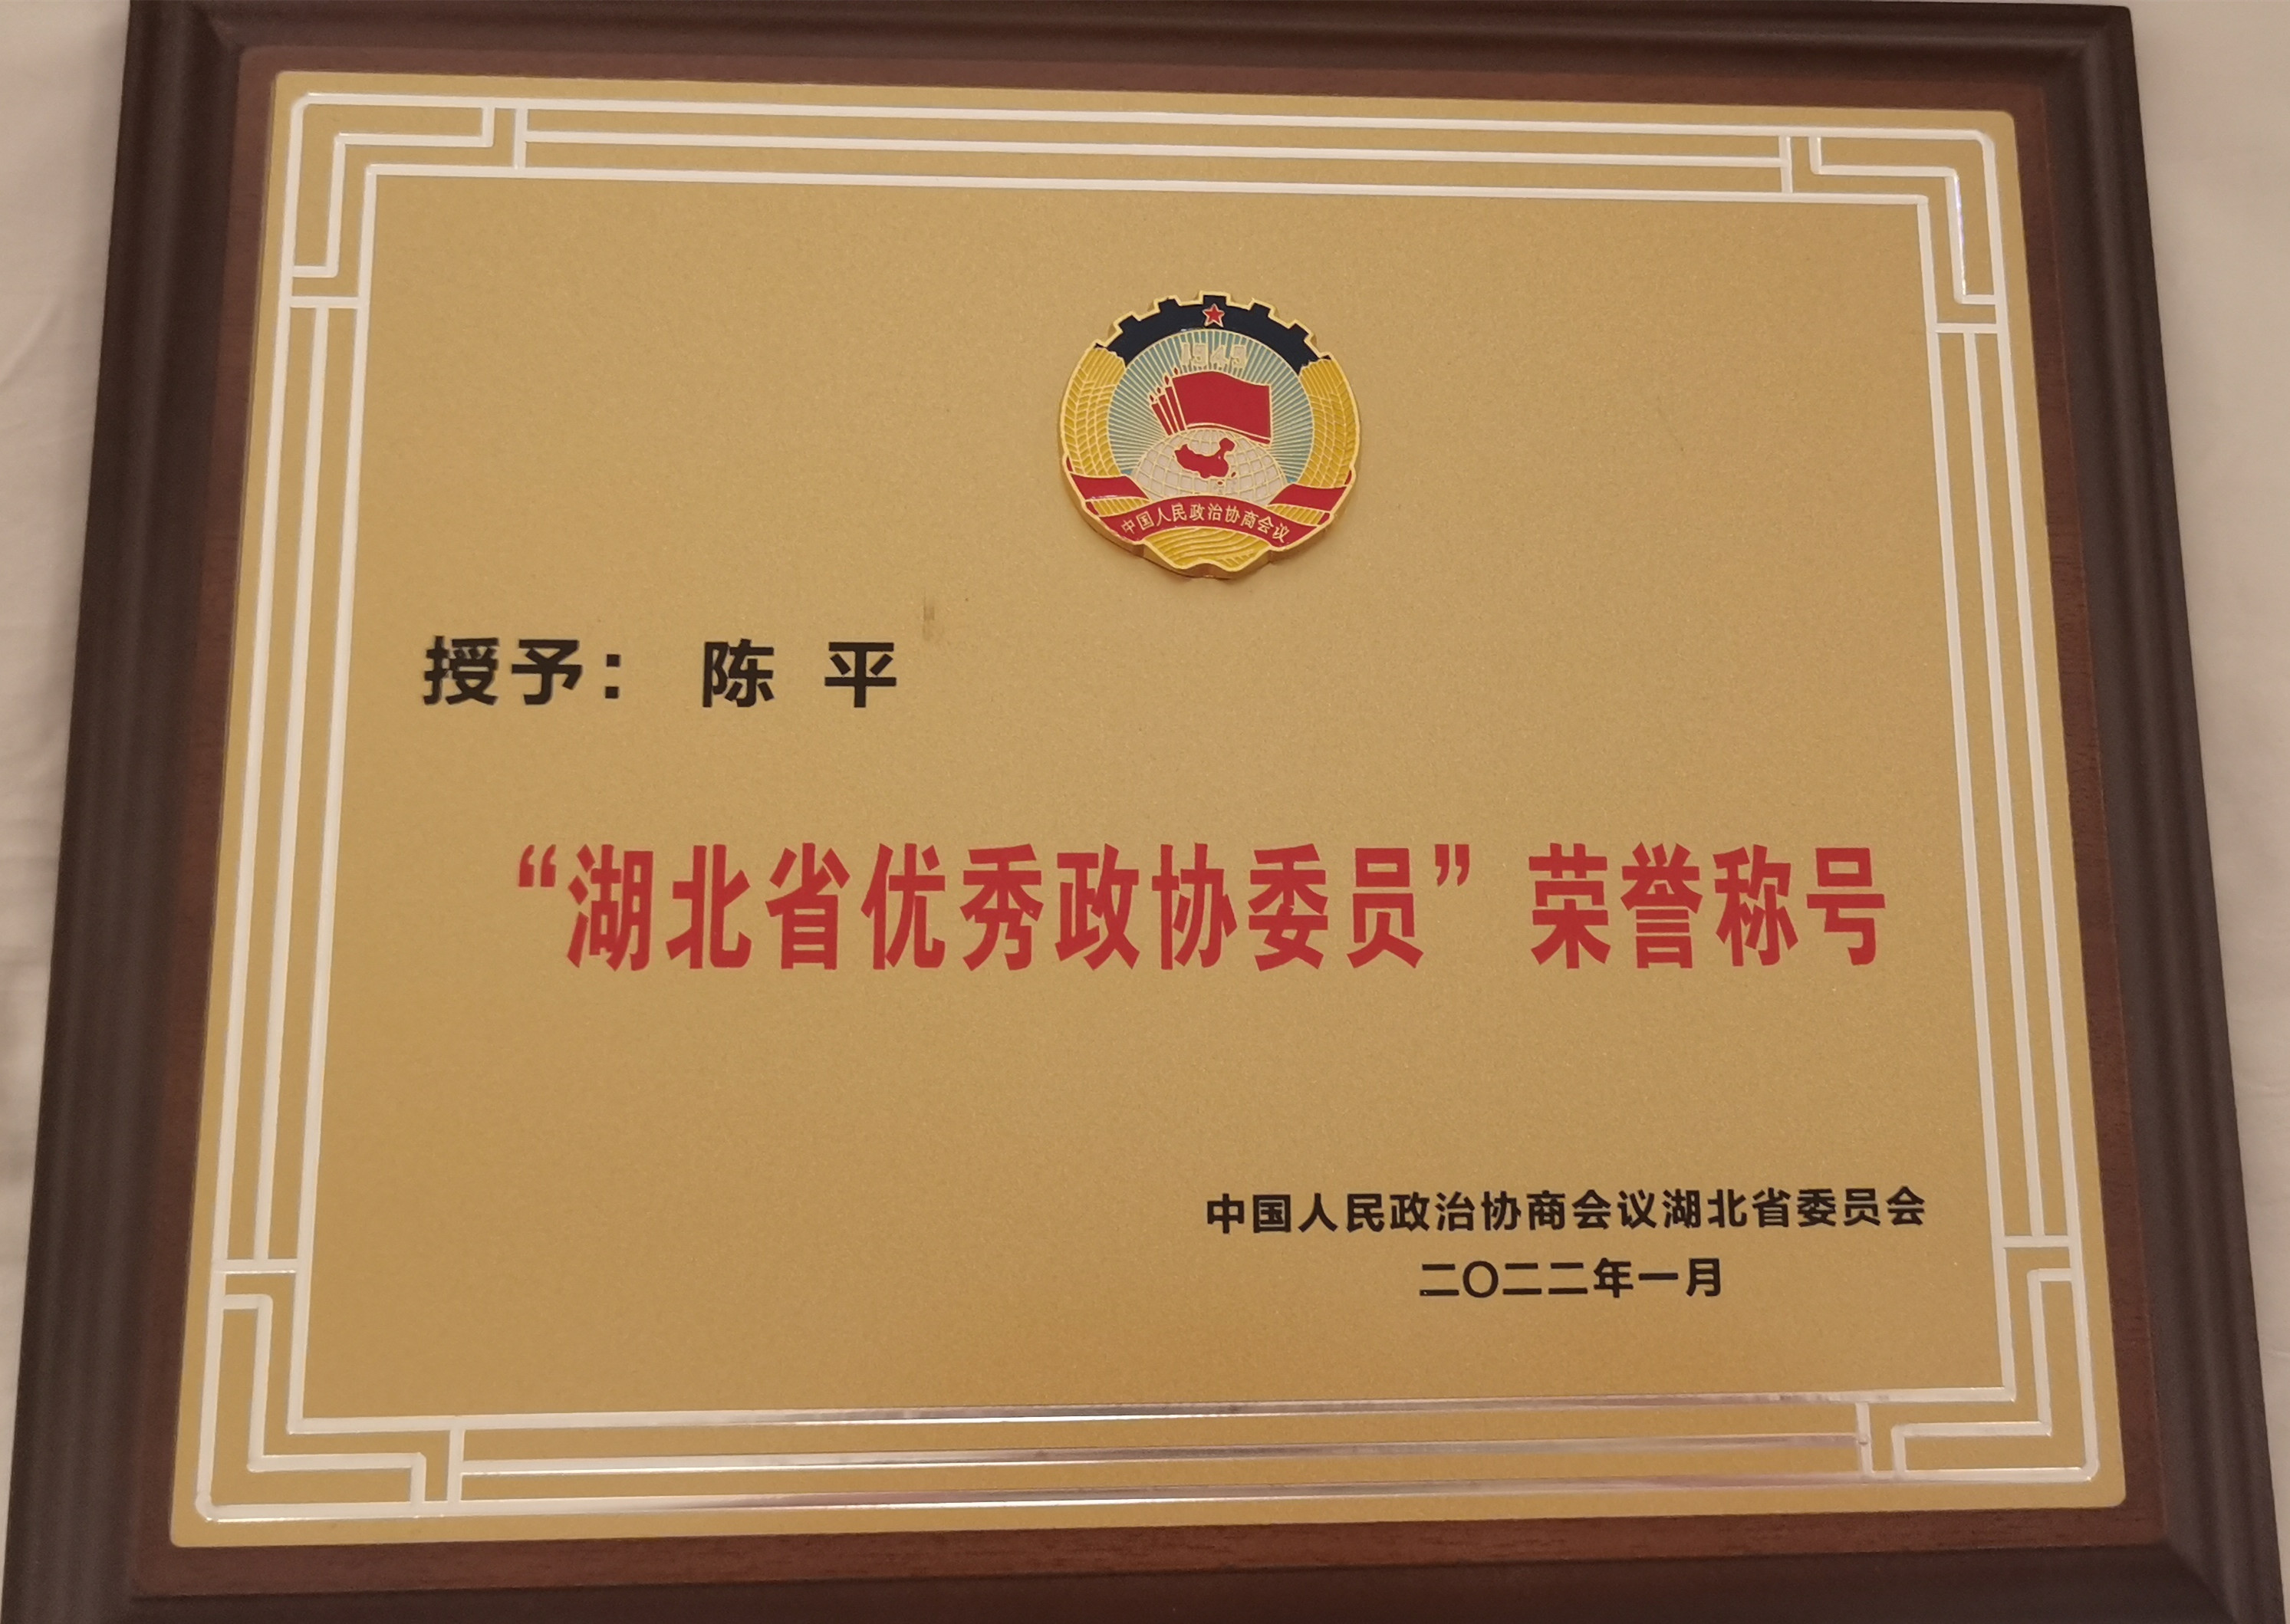 1949
中国人民政治协商会议
授予： 陈 平
“湖北省优秀政协委员”荣誉称号
中国人民政治协商会议湖北省委员会
二〇二二年一月